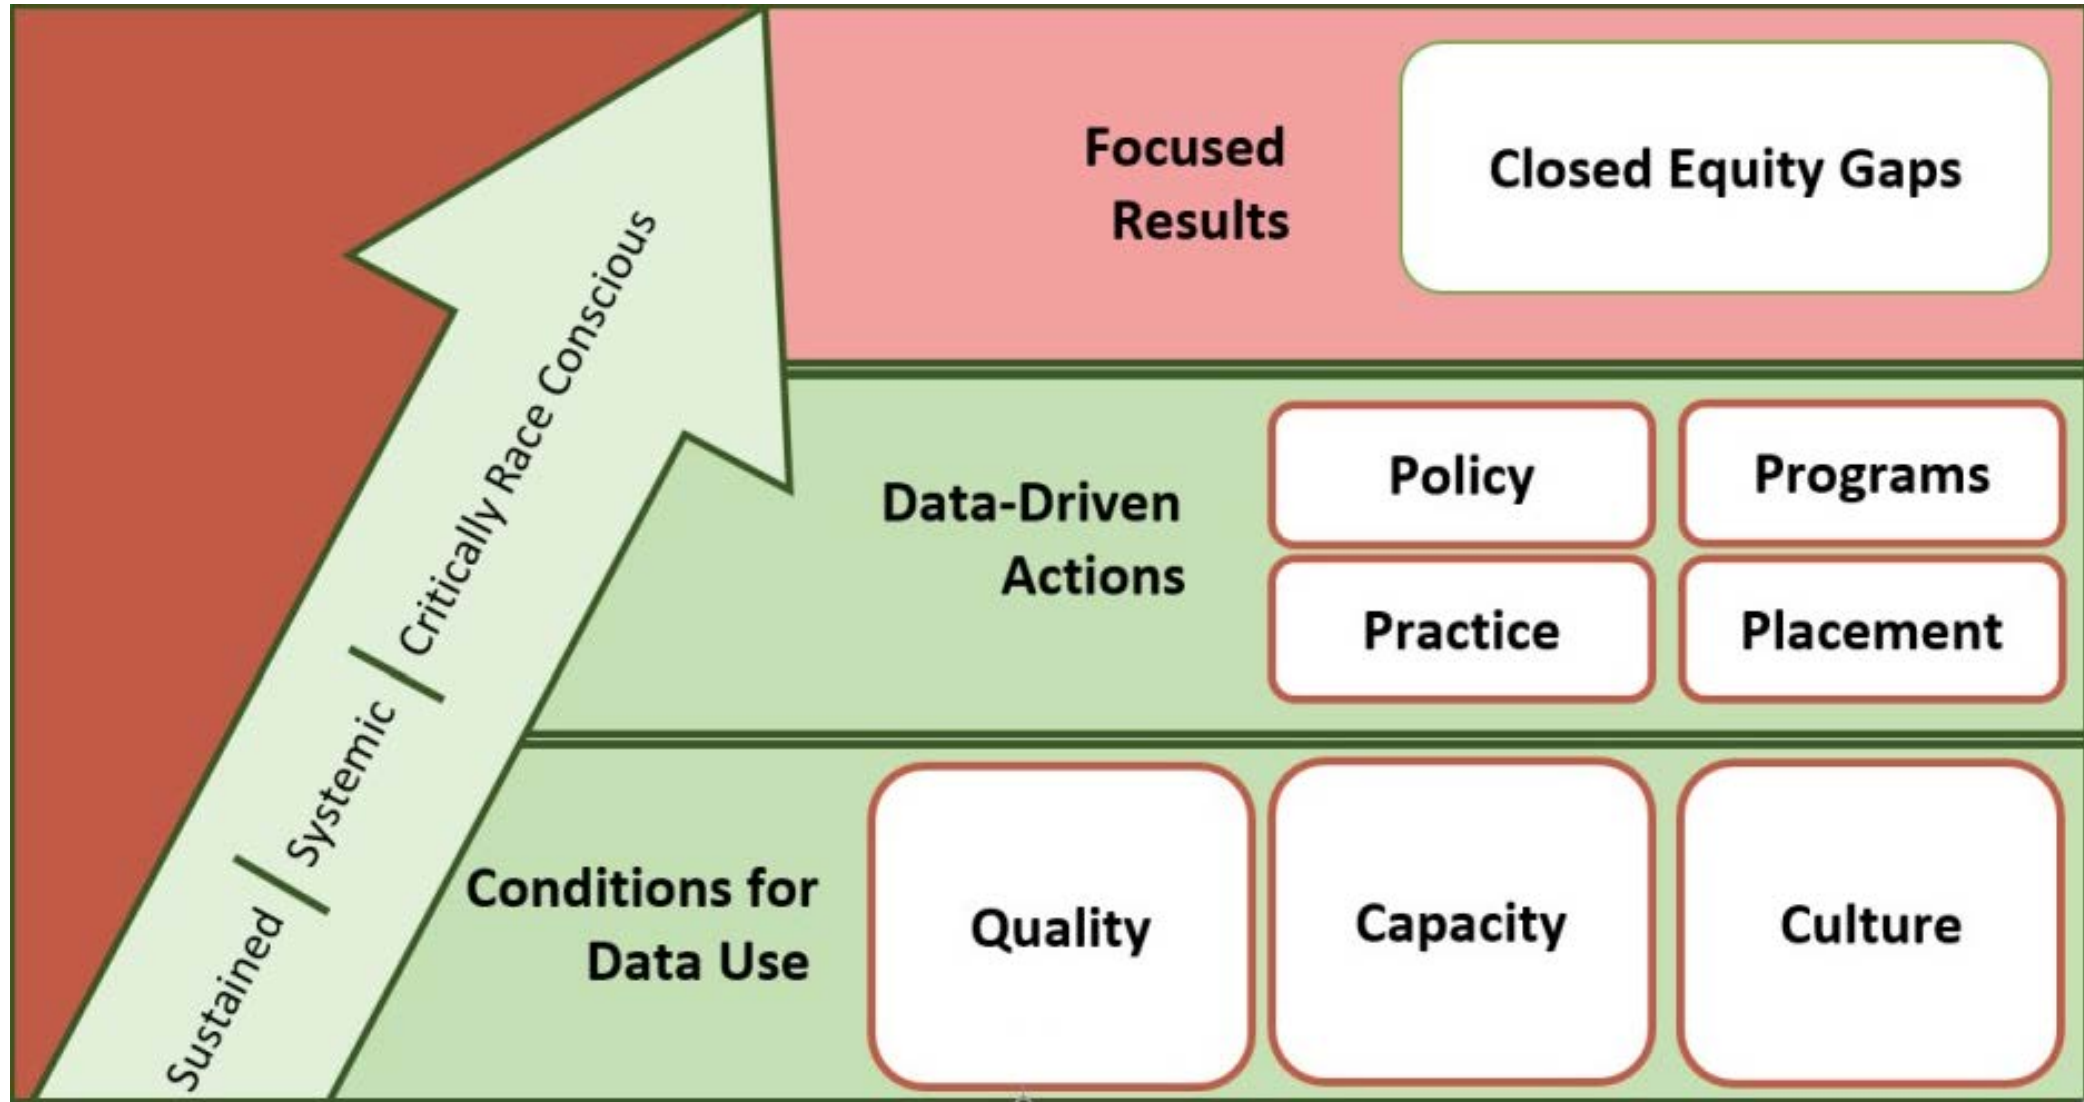 Focused
Results
Closed Equity Gaps
Data-Driven
Actions
Policy
Programs
Practice
Placement
Conditions for
Data Use
Quality
Capacity
Culture
Sustained
Systemic
Critically Race Conscious